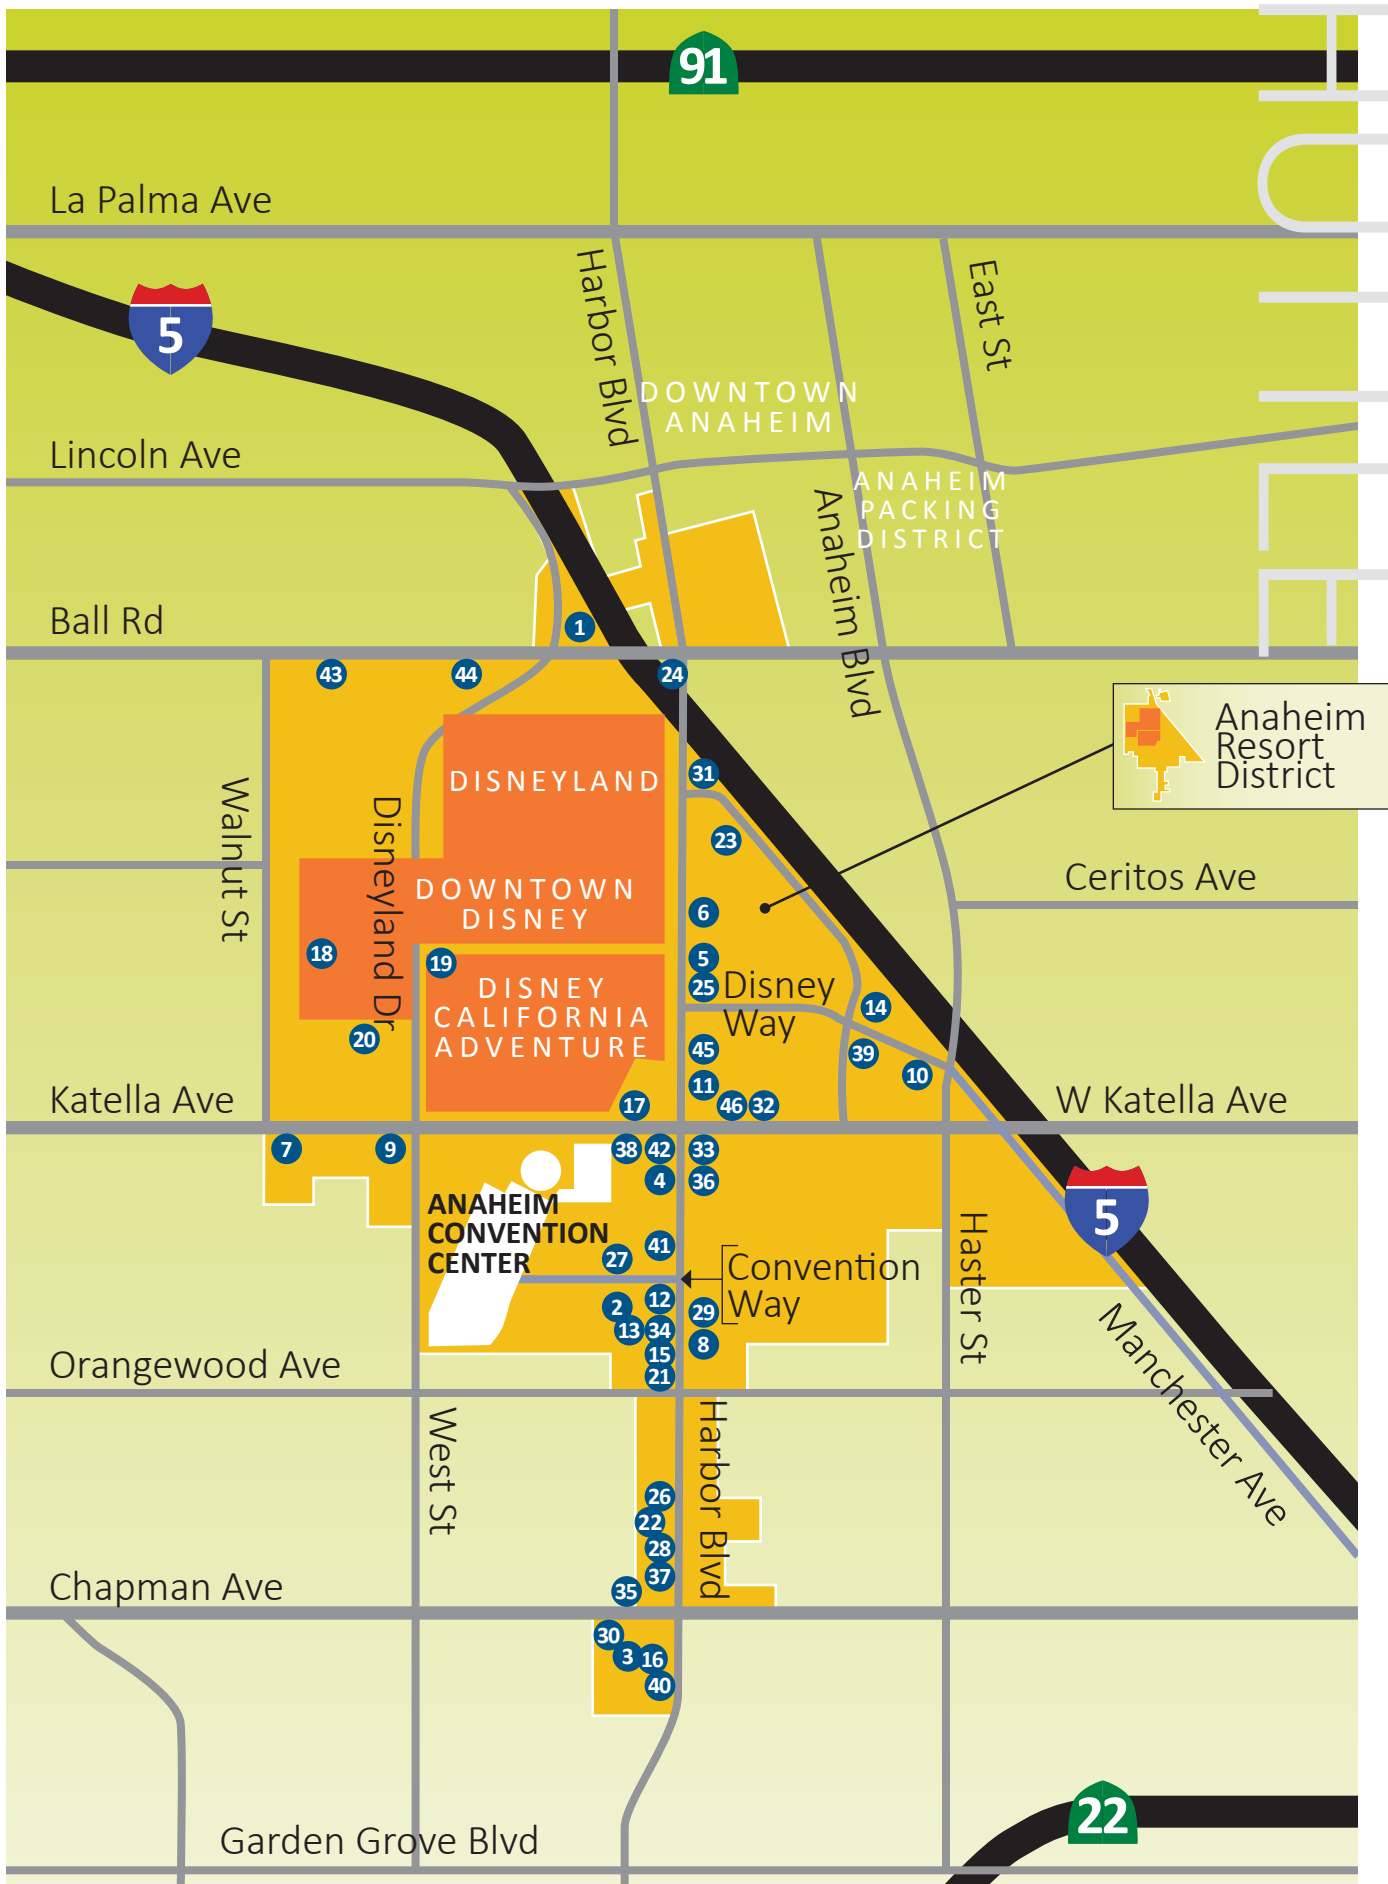 91
La Palma Ave
Harbor Blvd
East St
5
DOWNTOWN
ANAHEIM
Lincoln Ave
ANAHEIM
PACKING
DISTRICT
Anaheim Blvd
Ball Rd
1
43
44
24
Anaheim
Resort
District
DISNEYLAND
31
Walnut St
Disneyland Dr
23
Ceritos Ave
DOWNTOWN
DISNEY
6
18
19
5
25
Disney
Way
DISNEY
CALIFORNIA
ADVENTURE
14
20
45
39
10
11
17
46
32
Katella Ave
W Katella Ave
7
9
38
42
33
4
36
ANAHEIM
CONVENTION
CENTER
5
41
27
Convention
Way
Haster St
12
2
29
13
34
8
15
21
Manchester Ave
Orangewood Ave
West St
Harbor Blvd
26
22
28
37
35
Chapman Ave
30
3
16
40
22
Garden Grove Blvd